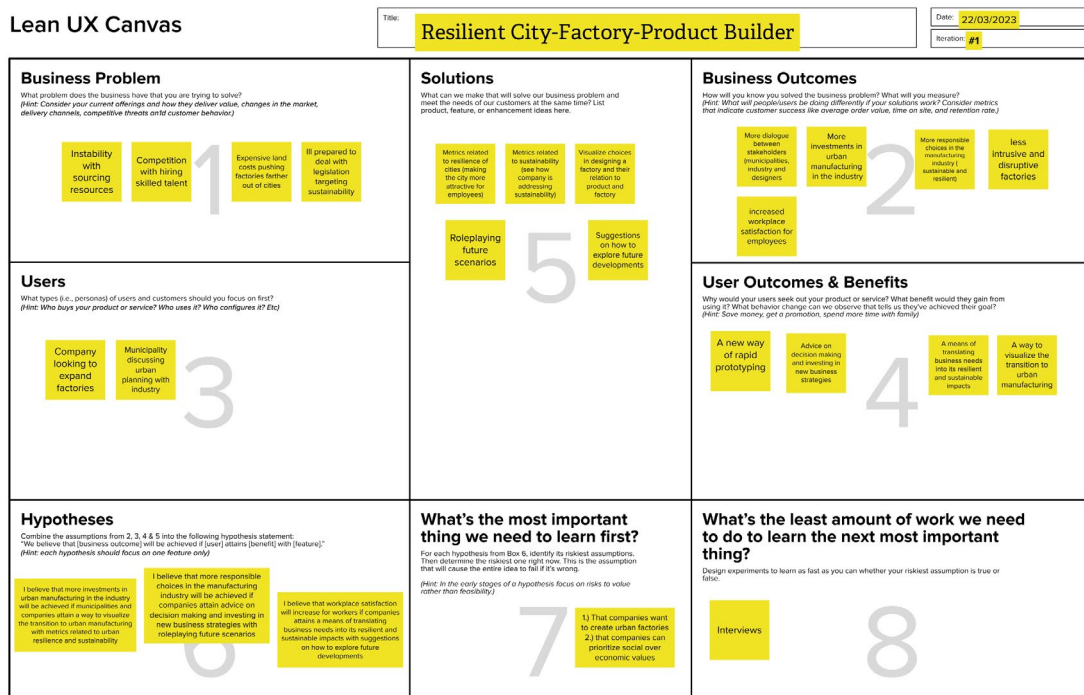 Lean UX Canvas
Title:
Resilient City-Factory-Product Builder
Date: 22/03/2023
Iteration: #1
Business Problem
What problem does the business have that you are trying to solve?
(Hint: Consider your current offerings and how they deliver value, changes in the market,
delivery channels, competitive threats an'd customer behavior.)
Instability
with
sourcing
resources
Competition
with hiring
skilled talent
Expensive land
costs pushing
factories farther
out of cities
Ill prepared to
deal with
legislation
targeting
sustainability
1
Solutions
What can we make that will solve our business problem and
meet the needs of our customers at the same time? List
product, feature, or enhancement ideas here.
Metrics related
to resilience of
cities (making
the city more
attractive for
employees)
Metrics related
to sustainability
(see how
company is
addressing
sustainability)
Visualize choices
in designing a
factory and their
relation to
product and
factory
Roleplaying
future
scenarios
Suggestions
on how to
explore future
developments
5
Business Outcomes
How will you know you solved the business problem? What will you measure?
(Hint: What will people/users be doing differently if your solutions work? Consider metrics
that indicate customer success like average order value, time on site, and retention rate.)
More dialogue
between
stakeholders
(municipalities,
industry and
designers
More
investments in
urban
manufacturing
in the industry
More responsible
choices in the
manufacturing
industry (
sustainable and
resilient)
less
intrusive and
disruptive
factories
increased
workplace
satisfaction for
employees
2
Users
What types (i.e., personas) of users and customers should you focus on first?
(Hint: Who buys your product or service? Who uses it? Who configures it? Etc)
Company
looking to
expand
factories
Municipality
discussing
urban
planning with
industry
3
User Outcomes & Benefits
Why would your users seek out your product or service? What benefit would they gain from
using it? What behavior change can we observe that tells us they've achieved their goal?
(Hint: Save money, get a promotion, spend more time with family)
A new way
of rapid
prototyping
Advice on
decision making
and investing in
new business
strategies
A means of
translating
business needs
into its resilient
and sustainable
impacts
A way to
visualize the
transition to
urban
manufacturing
4
Hypotheses
Combine the assumptions from 2, 3, 4 & 5 into the following hypothesis statement:
"We believe that [business outcome] will be achieved if [user] attains [benefit] with [feature]."
(Hint: each hypothesis should focus on one feature only)
I believe that more investments in
urban manufacturing in the industry
will be achieved if municipalities and
companies attain a way to visualize
the transition to urban manufacturing
with metrics related to urban
resilience and sustainability
I believe that more responsible
choices in the manufacturing
industry will be achieved if
companies attain advice on
decision making and investing in
new business strategies with
roleplaying future scenarios
I believe that workplace satisfaction
will increase for workers if companies
attains a means of translating
business needs into its resilient and
sustainable impacts with suggestions
on how to explore future
developments
6
What's the most important
thing we need to learn first?
For each hypothesis from Box 6, identify its riskiest assumptions.
Then determine the riskiest one right now. This is the assumption
that will cause the entire idea to fail if it's wrong.
(Hint: In the early stages of a hypothesis focus on risks to value
rather than feasibility.)
1.) That companies want
to create urban factories
2.) that companies can
prioritize social over
economic values
7
What's the least amount of work we need
to do to learn the next most important
thing?
Design experiments to learn as fast as you can whether your riskiest assumption is true or
false.
Interviews
8